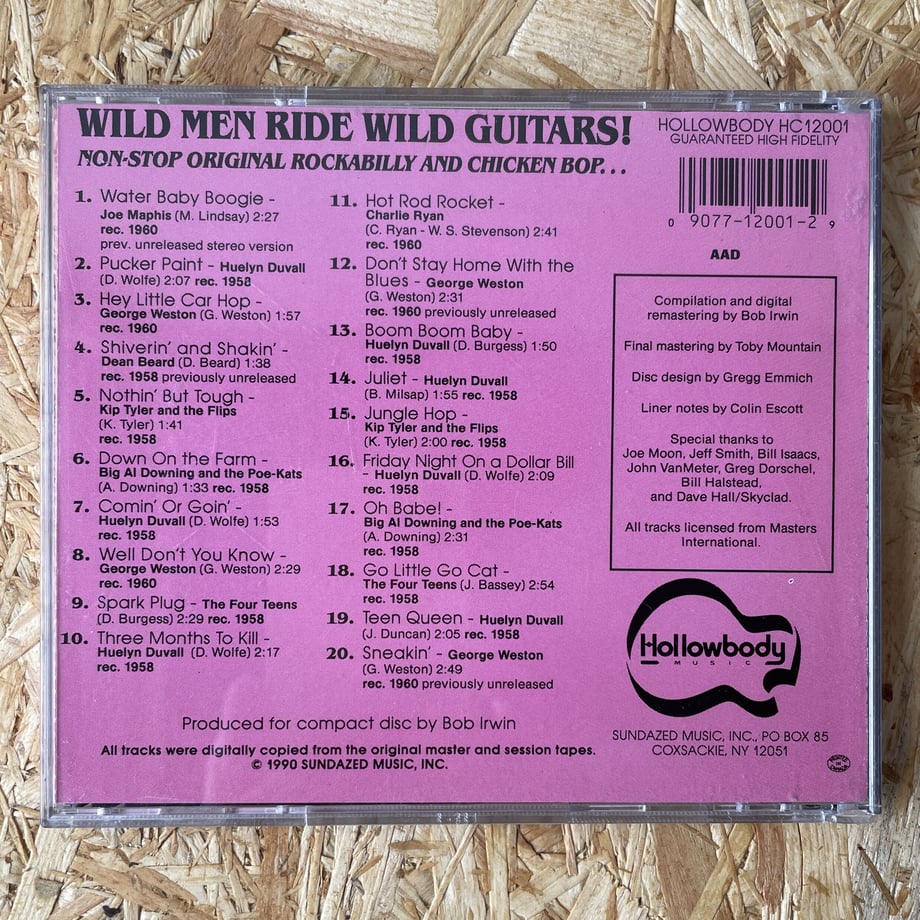 WILD MEN RIDE WILD GUITARS!
NON-STOP ORIGINAL ROCKABILLY AND CHICKEN BOP...
1. Water Baby Boogie -
Joe Maphis (M. Lindsay) 2:27
rec. 1960
prev. unreleased stereo version
2. Pucker Paint - Huelyn Duvall
(D. Wolfe) 2:07 rec. 1958
3. Hey Little Car Hop -
George Weston (G. Weston) 1:57
rec. 1960
4. Shiverin' and Shakin' -
Dean Beard (D. Beard) 1:38
rec. 1958 previously unreleased
5. Nothin' But Tough -
Kip Tyler and the Flips
(K. Tyler) 1:41
rec. 1958
6. Down On the Farm -
Big Al Downing and the Poe-Kats
(A. Downing) 1:33 rec. 1958
7. Comin' Or Goin' -
Huelyn Duvall (D. Wolfe) 1:53
rec. 1958
8. Well Don't You Know -
George Weston (G. Weston) 2:29
rec. 1960
9. Spark Plug - The Four Teens
(D. Burgess) 2:29 rec. 1958
10. Three Months To Kill -
Huelyn Duvall (D. Wolfe) 2:17
rec. 1958
11. Hot Rod Rocket -
Charlie Ryan
(C. Ryan - W. S. Stevenson) 2:41
rec. 1960
12. Don't Stay Home With the
Blues - George Weston
(G. Weston) 2:31
rec. 1960 previously unreleased
13. Boom Boom Baby -
Huelyn Duvall (D. Burgess) 1:50
rec. 1958
14. Juliet - Huelyn Duvall
(B. Milsap) 1:55 rec. 1958
15. Jungle Hop -
Kip Tyler and the Flips
(K. Tyler) 2:00 rec. 1958
16. Friday Night On a Dollar Bill
- Huelyn Duvall (D. Wolfe) 2:09
rec. 1958
17. Oh Babe! -
Big Al Downing and the Poe-Kats
(A. Downing) 2:31
rec. 1958
18. Go Little Go Cat -
The Four Teens (J. Bassey) 2:54
rec. 1958
19. Teen Queen - Huelyn Duvall
(J. Duncan) 2:05 rec. 1958
20. Sneakin' - George Weston
(G. Weston) 2:49
rec. 1960 previously unreleased
HOLLOWBODY HC12001
GUARANTEED HIGH FIDELITY
0 9077-12001-2 9
AAD
Compilation and digital
remastering by Bob Irwin
Final mastering by Toby Mountain
Disc design by Gregg Emmich
Liner notes by Colin Escott
Special thanks to
Joe Moon, Jeff Smith, Bill Isaacs,
John VanMeter, Greg Dorschel,
Bill Halstead,
and Dave Hall/Skyclad.
All tracks licensed from Masters
International.
Hollowbody
MUSIC
SUNDAZED MUSIC, INC., PO BOX 85
COXSACKIE, NY 12051
Produced for compact disc by Bob Irwin
All tracks were digitally copied from the original master and session tapes.
© 1990 SUNDAZED MUSIC, INC.